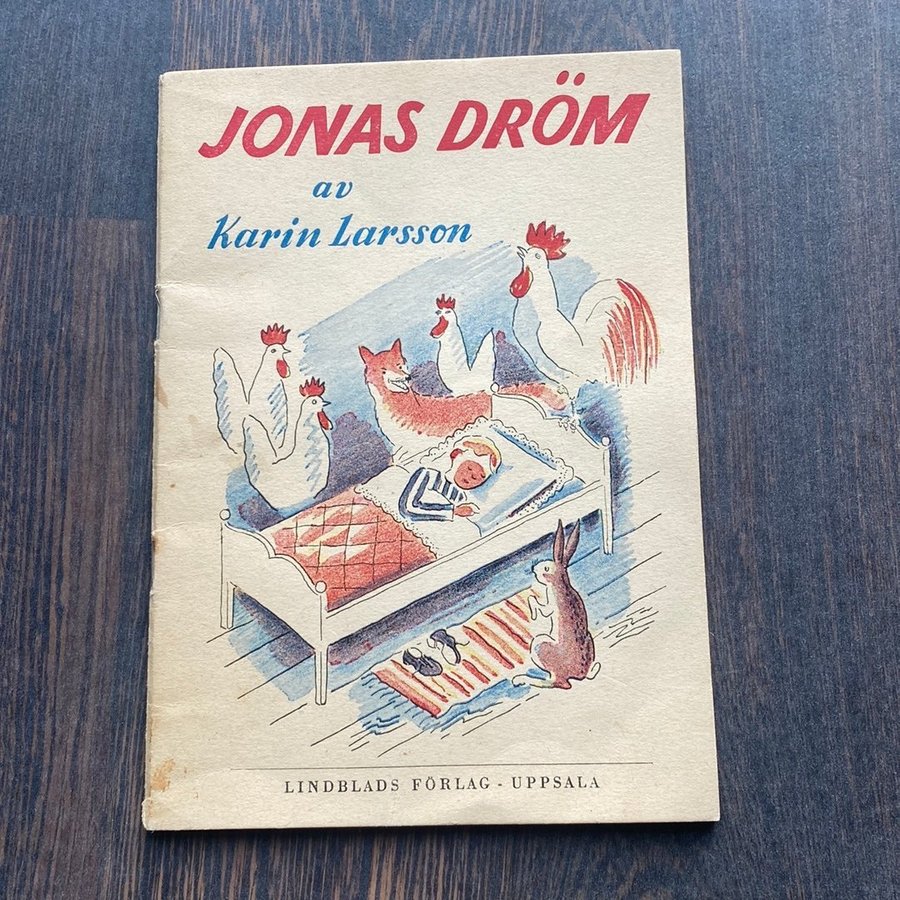 JONAS DRÖM
av
Karin Larsson
LINDBLADS FÖRLAG - UPPSALA